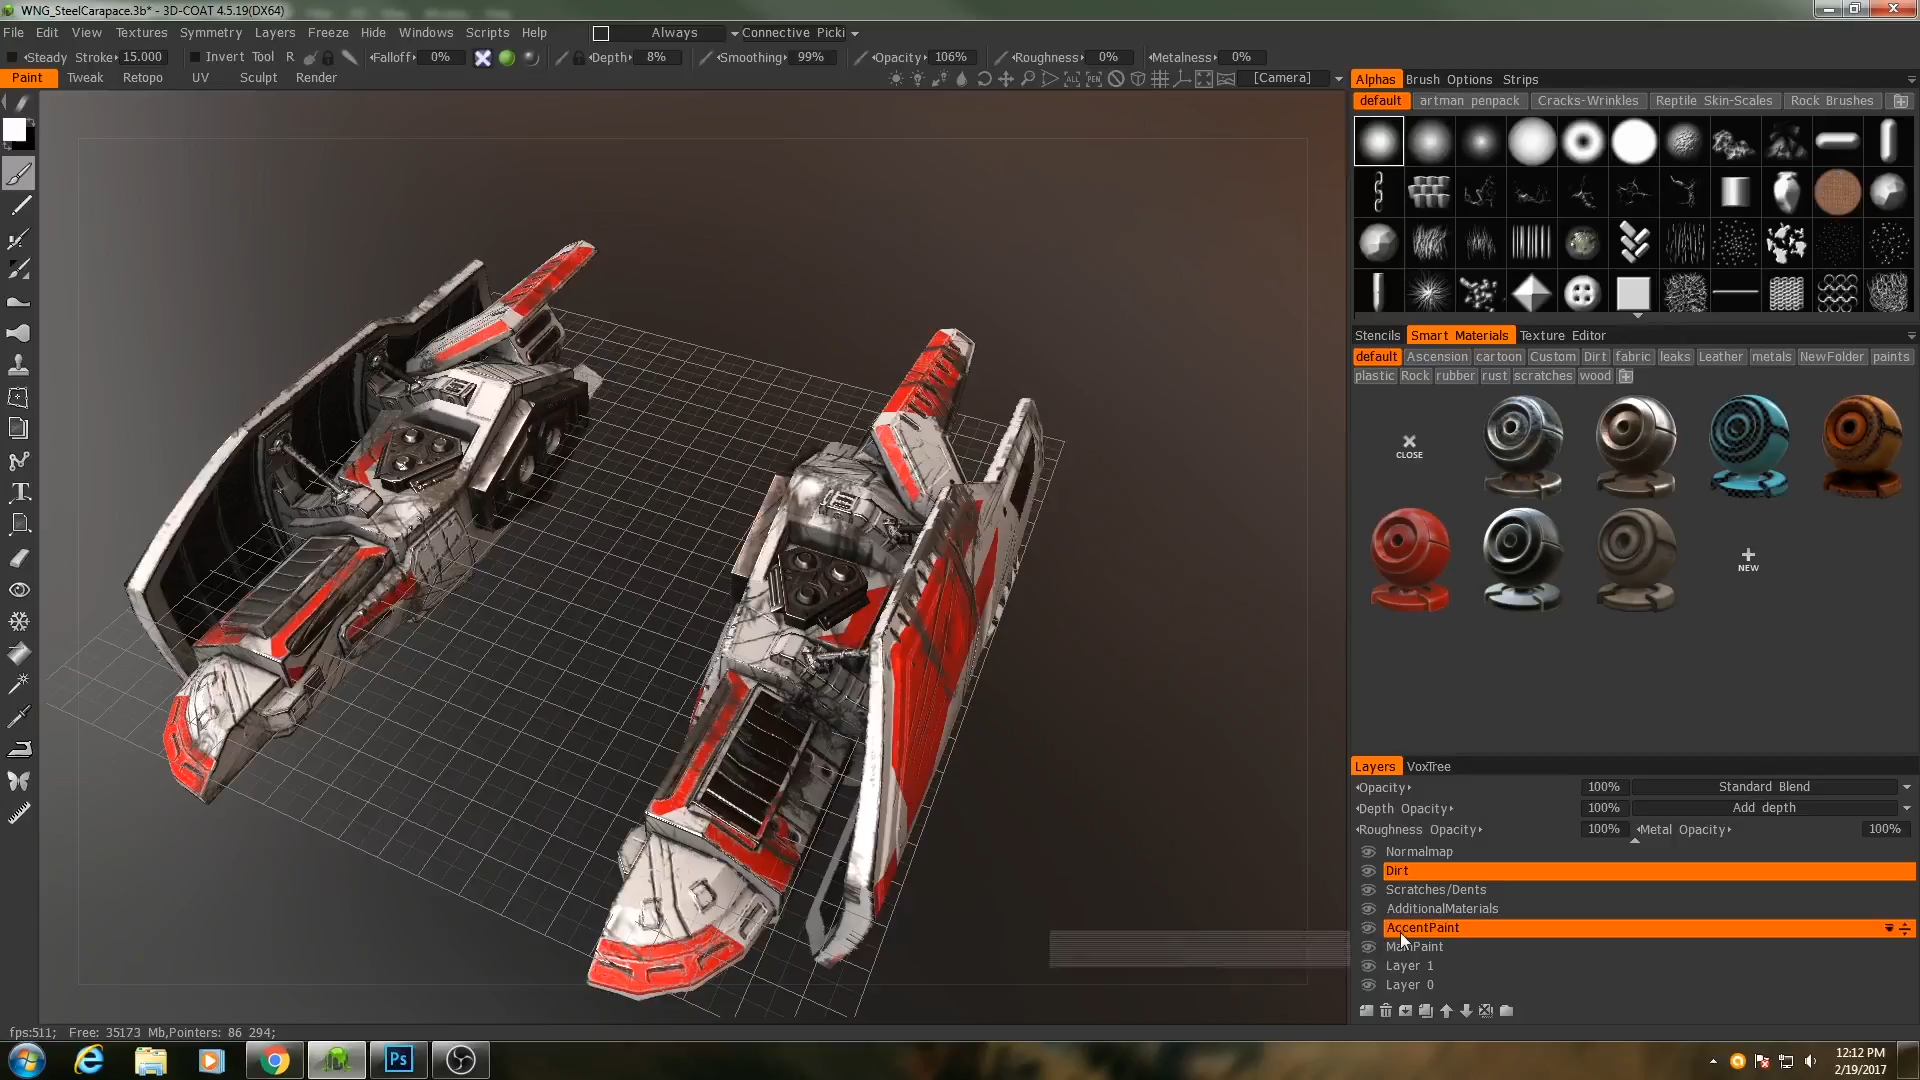 WNG_SteelCarapace.3b* - 3D-COAT 4.5.19(DX64)
File Edit View Textures Symmetry Layers Freeze Hide Windows Scripts Help Always Connective Picki
Steady Stroke 15.000 Invert Tool R Falloff 0% Depth 8% Smoothing 99% Opacity 106% Roughness 0% Metalness 0%
Paint Tweak Retopo UV Sculpt Render [Camera]
ALL PEN
Alphas Brush Options Strips
default artman penpack Cracks-Wrinkles Reptile Skin-Scales Rock Brushes
Stencils Smart Materials Texture Editor
default Ascension cartoon Custom Dirt fabric leaks Leather metals NewFolder paints
plastic Rock rubber rust scratches wood
CLOSE
NEW
Layers VoxTree
Opacity 100% Standard Blend
Depth Opacity 100% Add depth
Roughness Opacity 100% Metal Opacity 100%
Normalmap
Dirt
Scratches/Dents
AdditionalMaterials
AccentPaint
MainPaint
Layer 1
Layer 0
fps:511; Free: 35173 Mb,Pointers: 86 294;
Ps
12:12 PM
2/19/2017